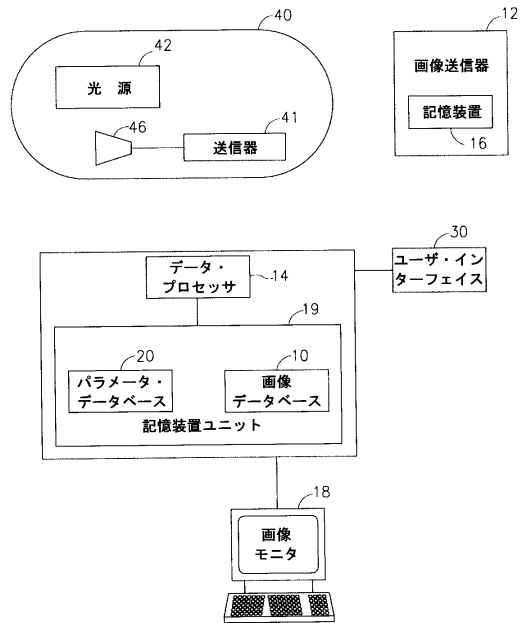 40
42
光 源
46
41
送信器
12
画像送信器
記憶装置
16
30
ユーザ・イン
ターフェイス
データ・
プロセッサ
14
19
20
パラメータ・
データベース
10
画像
データベース
記憶装置ユニット
18
画像
モニタ